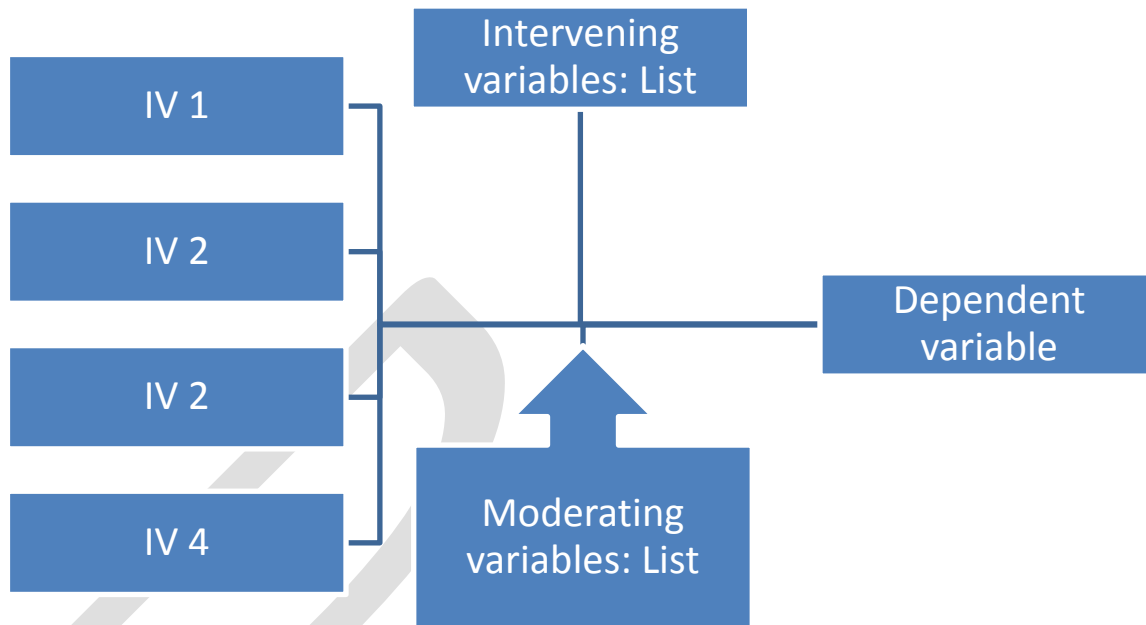 Intervening
variables: List
IV 1
IV 2
Dependent
variable
IV 2
IV 4
Moderating
variables: List